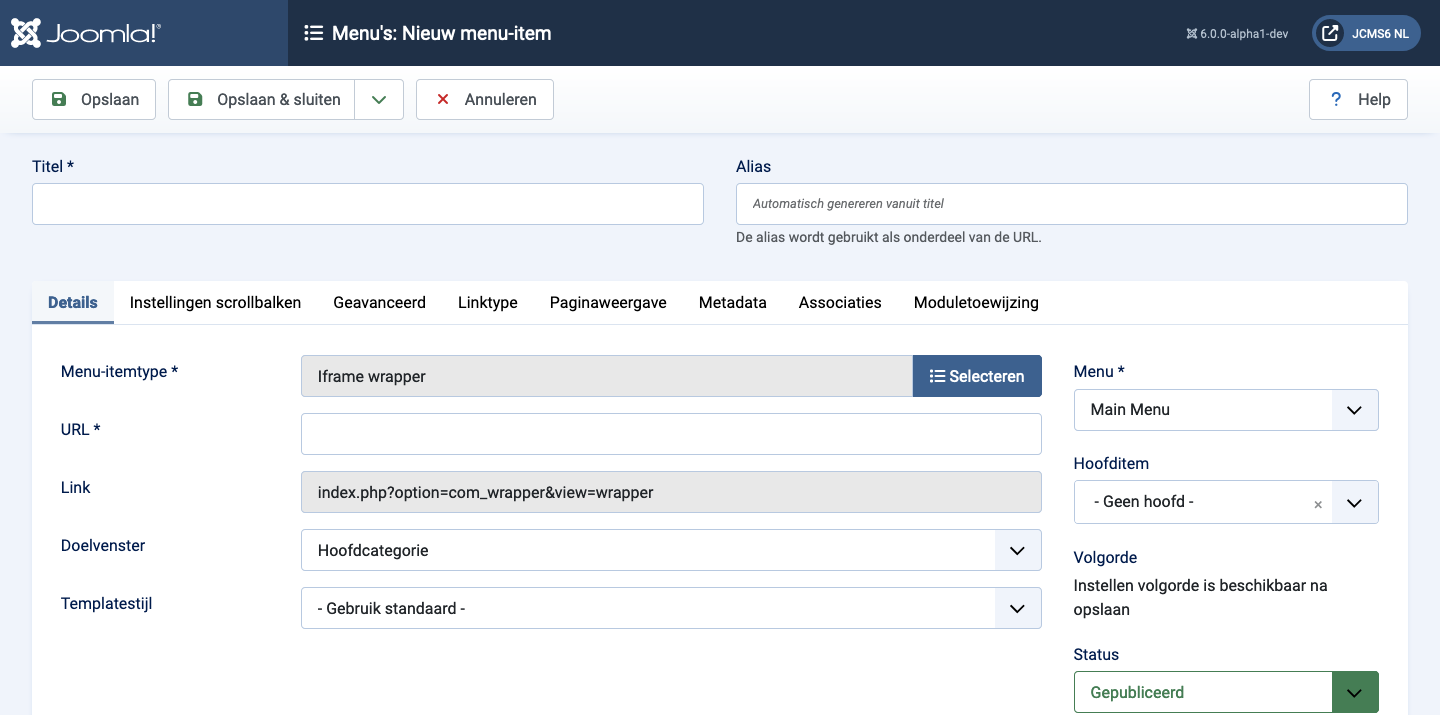 Joomla!®
Menu's: Nieuw menu-item
6.0.0-alpha1-dev
JCMS6 NL
Opslaan
Opslaan & sluiten
Annuleren
? Help
Titel *
Alias
Automatisch genereren vanuit titel
De alias wordt gebruikt als onderdeel van de URL.
Details Instellingen scrollbalken Geavanceerd Linktype Paginaweergave Metadata Associaties Moduletoewijzing
Menu-itemtype *
Iframe wrapper
Selecteren
URL *
Link
index.php?option=com_wrapper&view=wrapper
Doelvenster
Hoofdcategorie
Templatestijl
- Gebruik standaard -
Menu *
Main Menu
Hoofditem
- Geen hoofd -
Volgorde
Instellen volgorde is beschikbaar na
opslaan
Status
Gepubliceerd